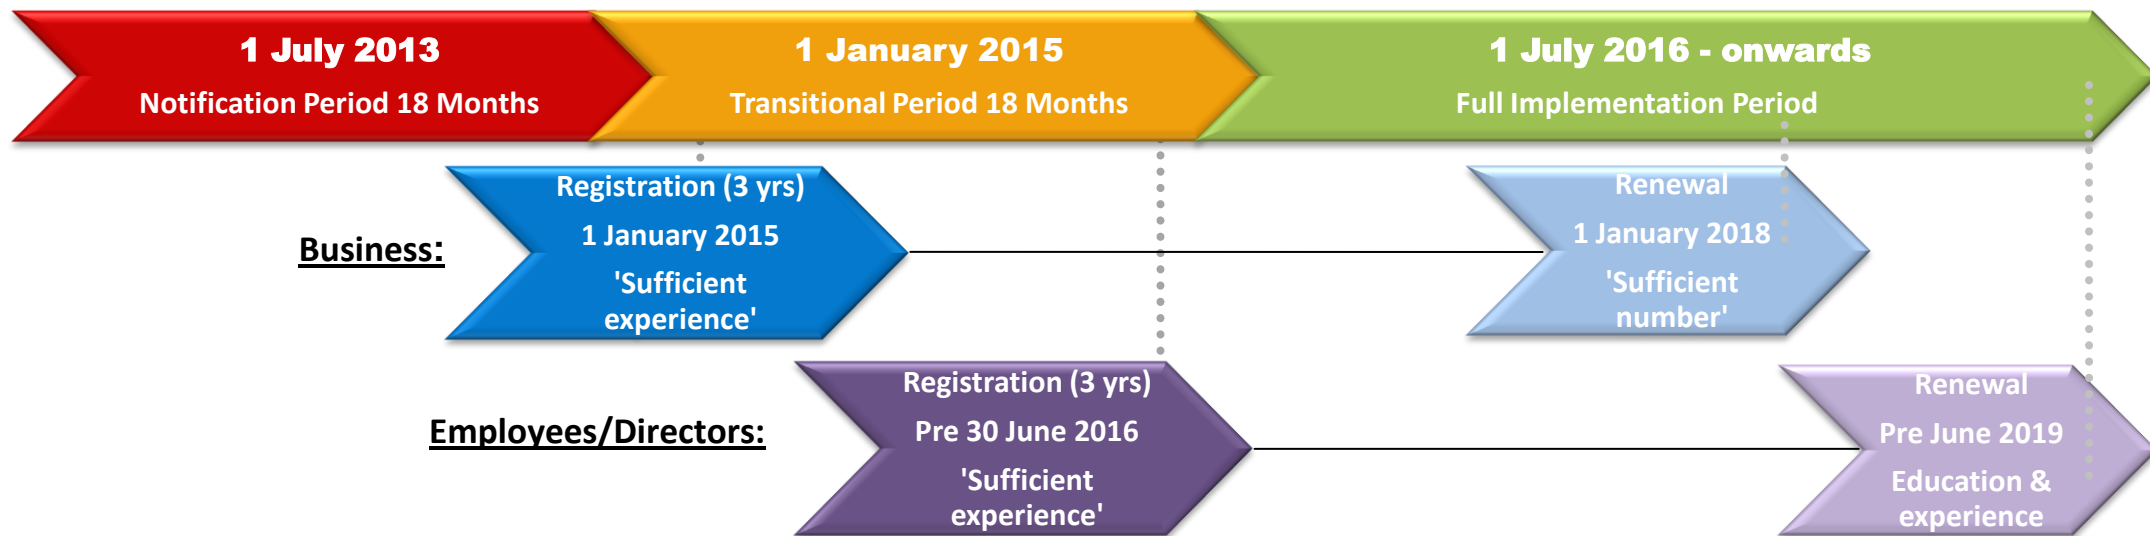 1 July 2013
Notification Period 18 Months
1 January 2015
Transitional Period 18 Months
1 July 2016 - onwards
Full Implementation Period
Business:
Registration (3 yrs)
1 January 2015
'Sufficient
experience'
Renewal
1 January 2018
'Sufficient
number'
Employees/Directors:
Registration (3 yrs)
Pre 30 June 2016
'Sufficient
experience'
Renewal
Pre June 2019
Education &
experience